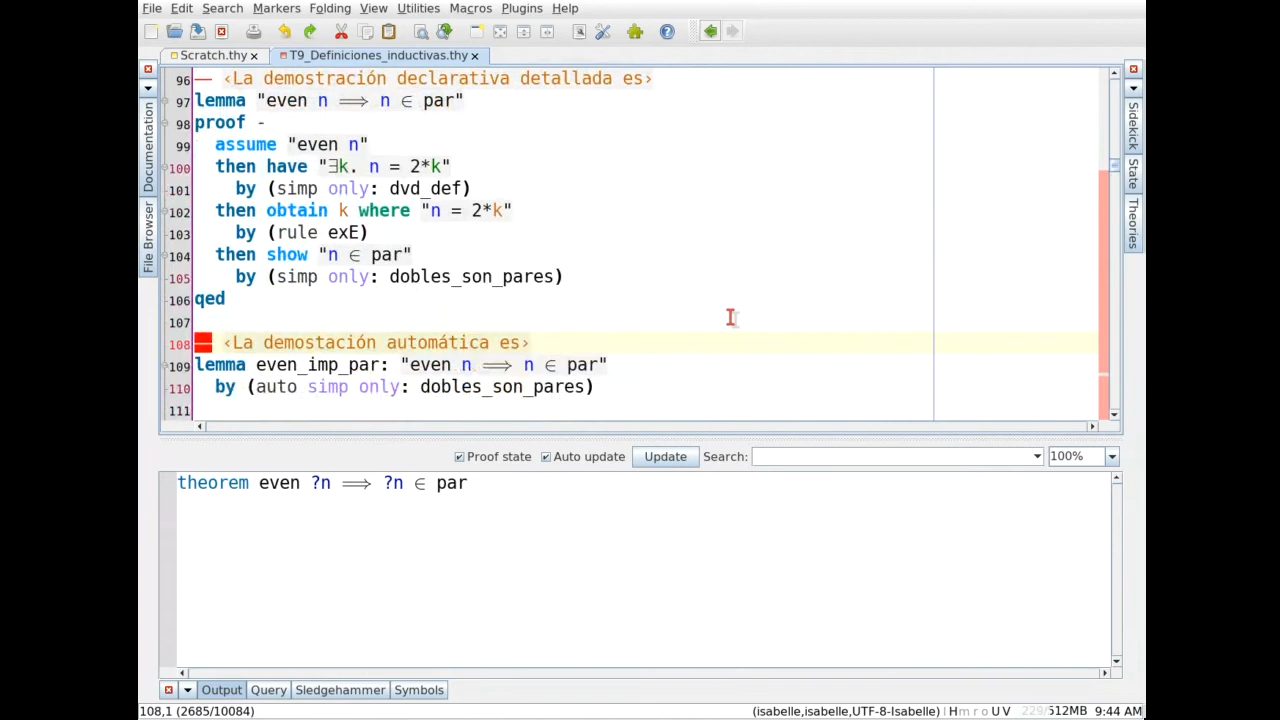 File Edit Search Markers Folding View Utilities Macros Plugins Help
Scratch.thy T9_Definiciones_inductivas.thy
Documentation
File Browser
Sidekick
State
Theories
96 — ‹La demostración declarativa detallada es›
97 lemma "even n ⟹ n ∈ par"
98 proof -
99 assume "even n"
100 then have "∃k. n = 2*k"
101 by (simp only: dvd_def)
102 then obtain k where "n = 2*k"
103 by (rule exE)
104 then show "n ∈ par"
105 by (simp only: dobles_son_pares)
106 qed
107
108 — ‹La demostación automática es›
109 lemma even_imp_par: "even n ⟹ n ∈ par"
110 by (auto simp only: dobles_son_pares)
111
Proof state Auto update Update Search: 100%
theorem even ?n ⟹ ?n ∈ par
Output Query Sledgehammer Symbols
108,1 (2685/10084) (isabelle,isabelle,UTF-8-Isabelle) | H m r o U V 229/512MB 9:44 AM